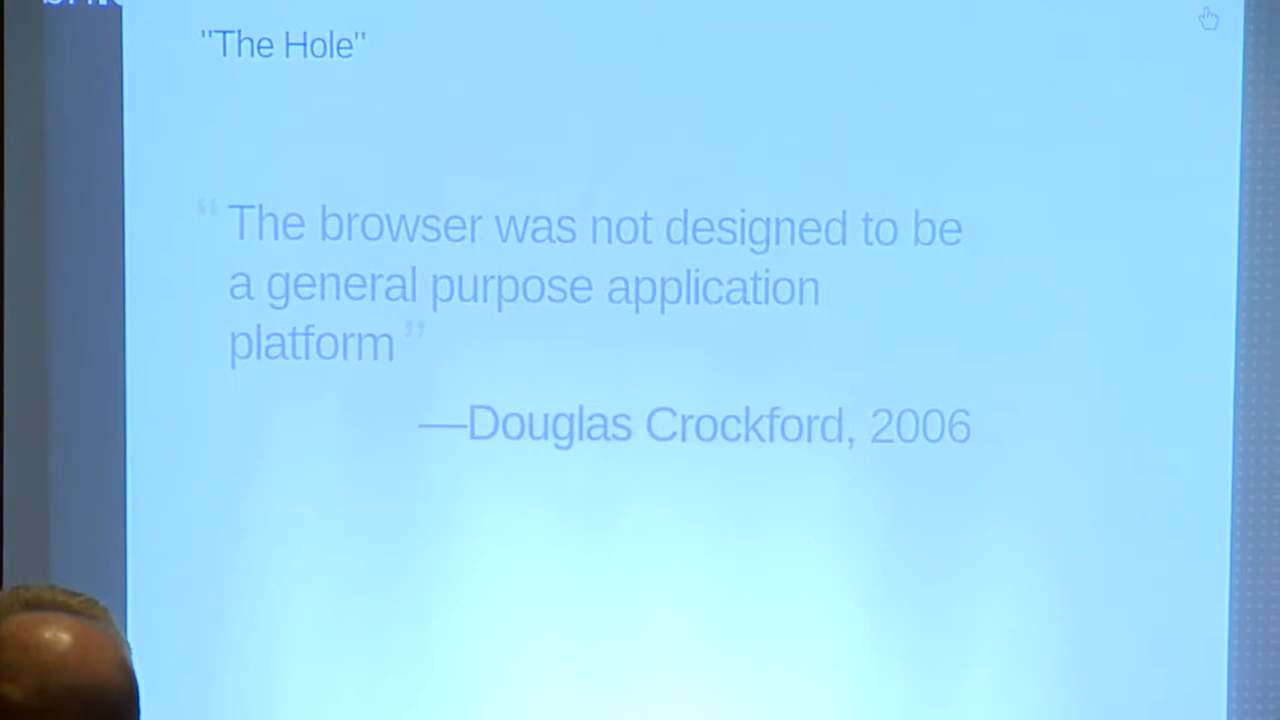 "The Hole"
“The browser was not designed to be
a general purpose application
platform”
—Douglas Crockford, 2006